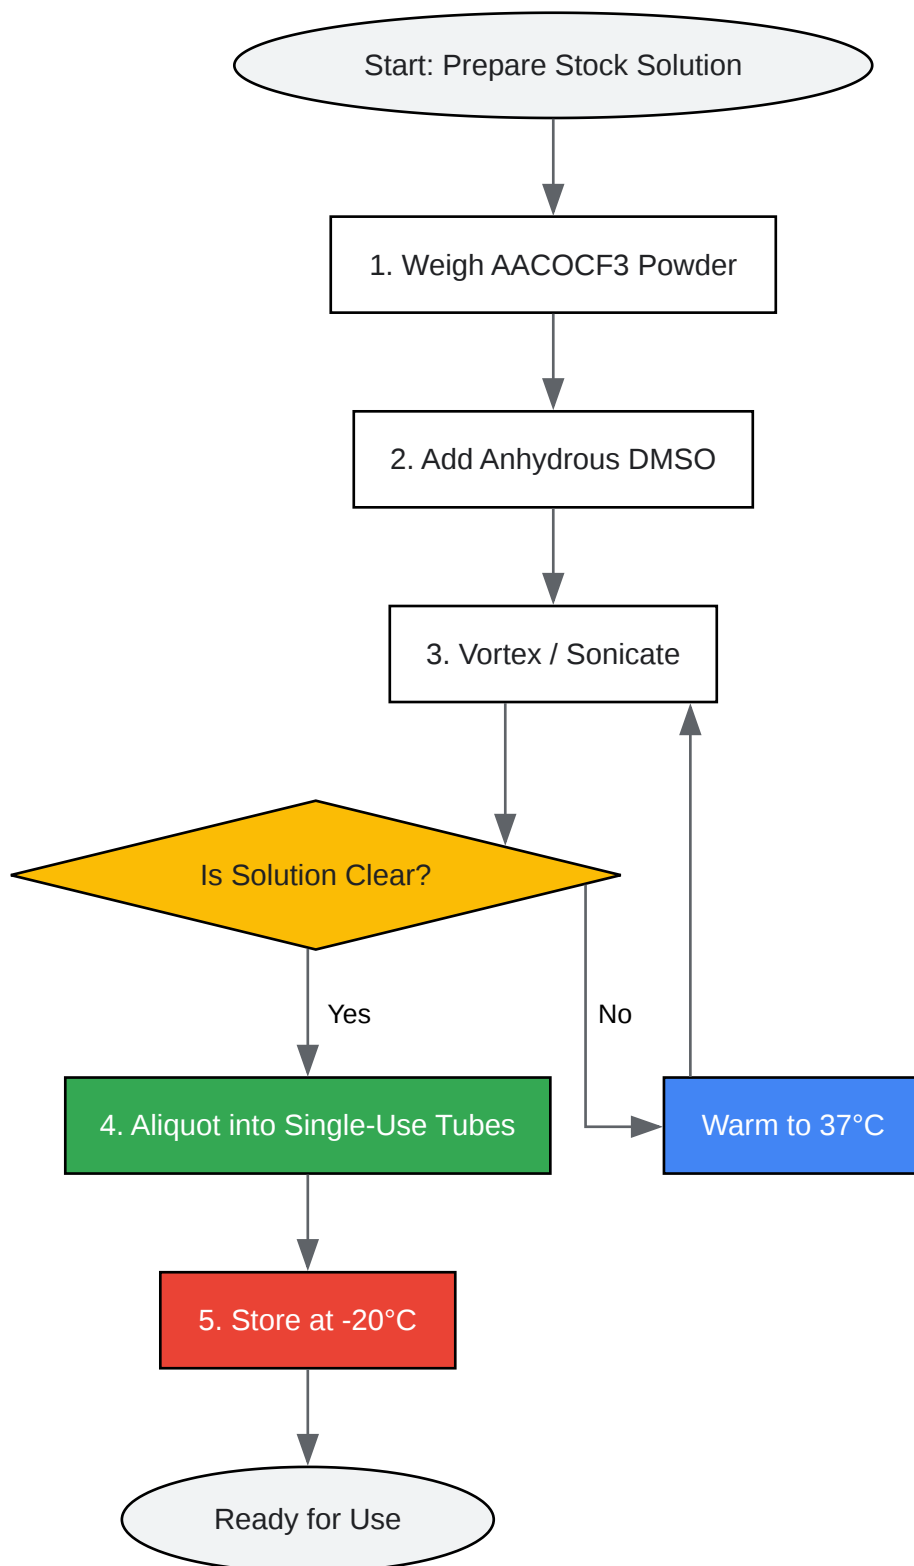 Start: Prepare Stock Solution
1. Weigh AACOCF3 Powder
2. Add Anhydrous DMSO
3. Vortex / Sonicate
Is Solution Clear?
Yes
No
4. Aliquot into Single-Use Tubes
Warm to 37°C
5. Store at -20°C
Ready for Use